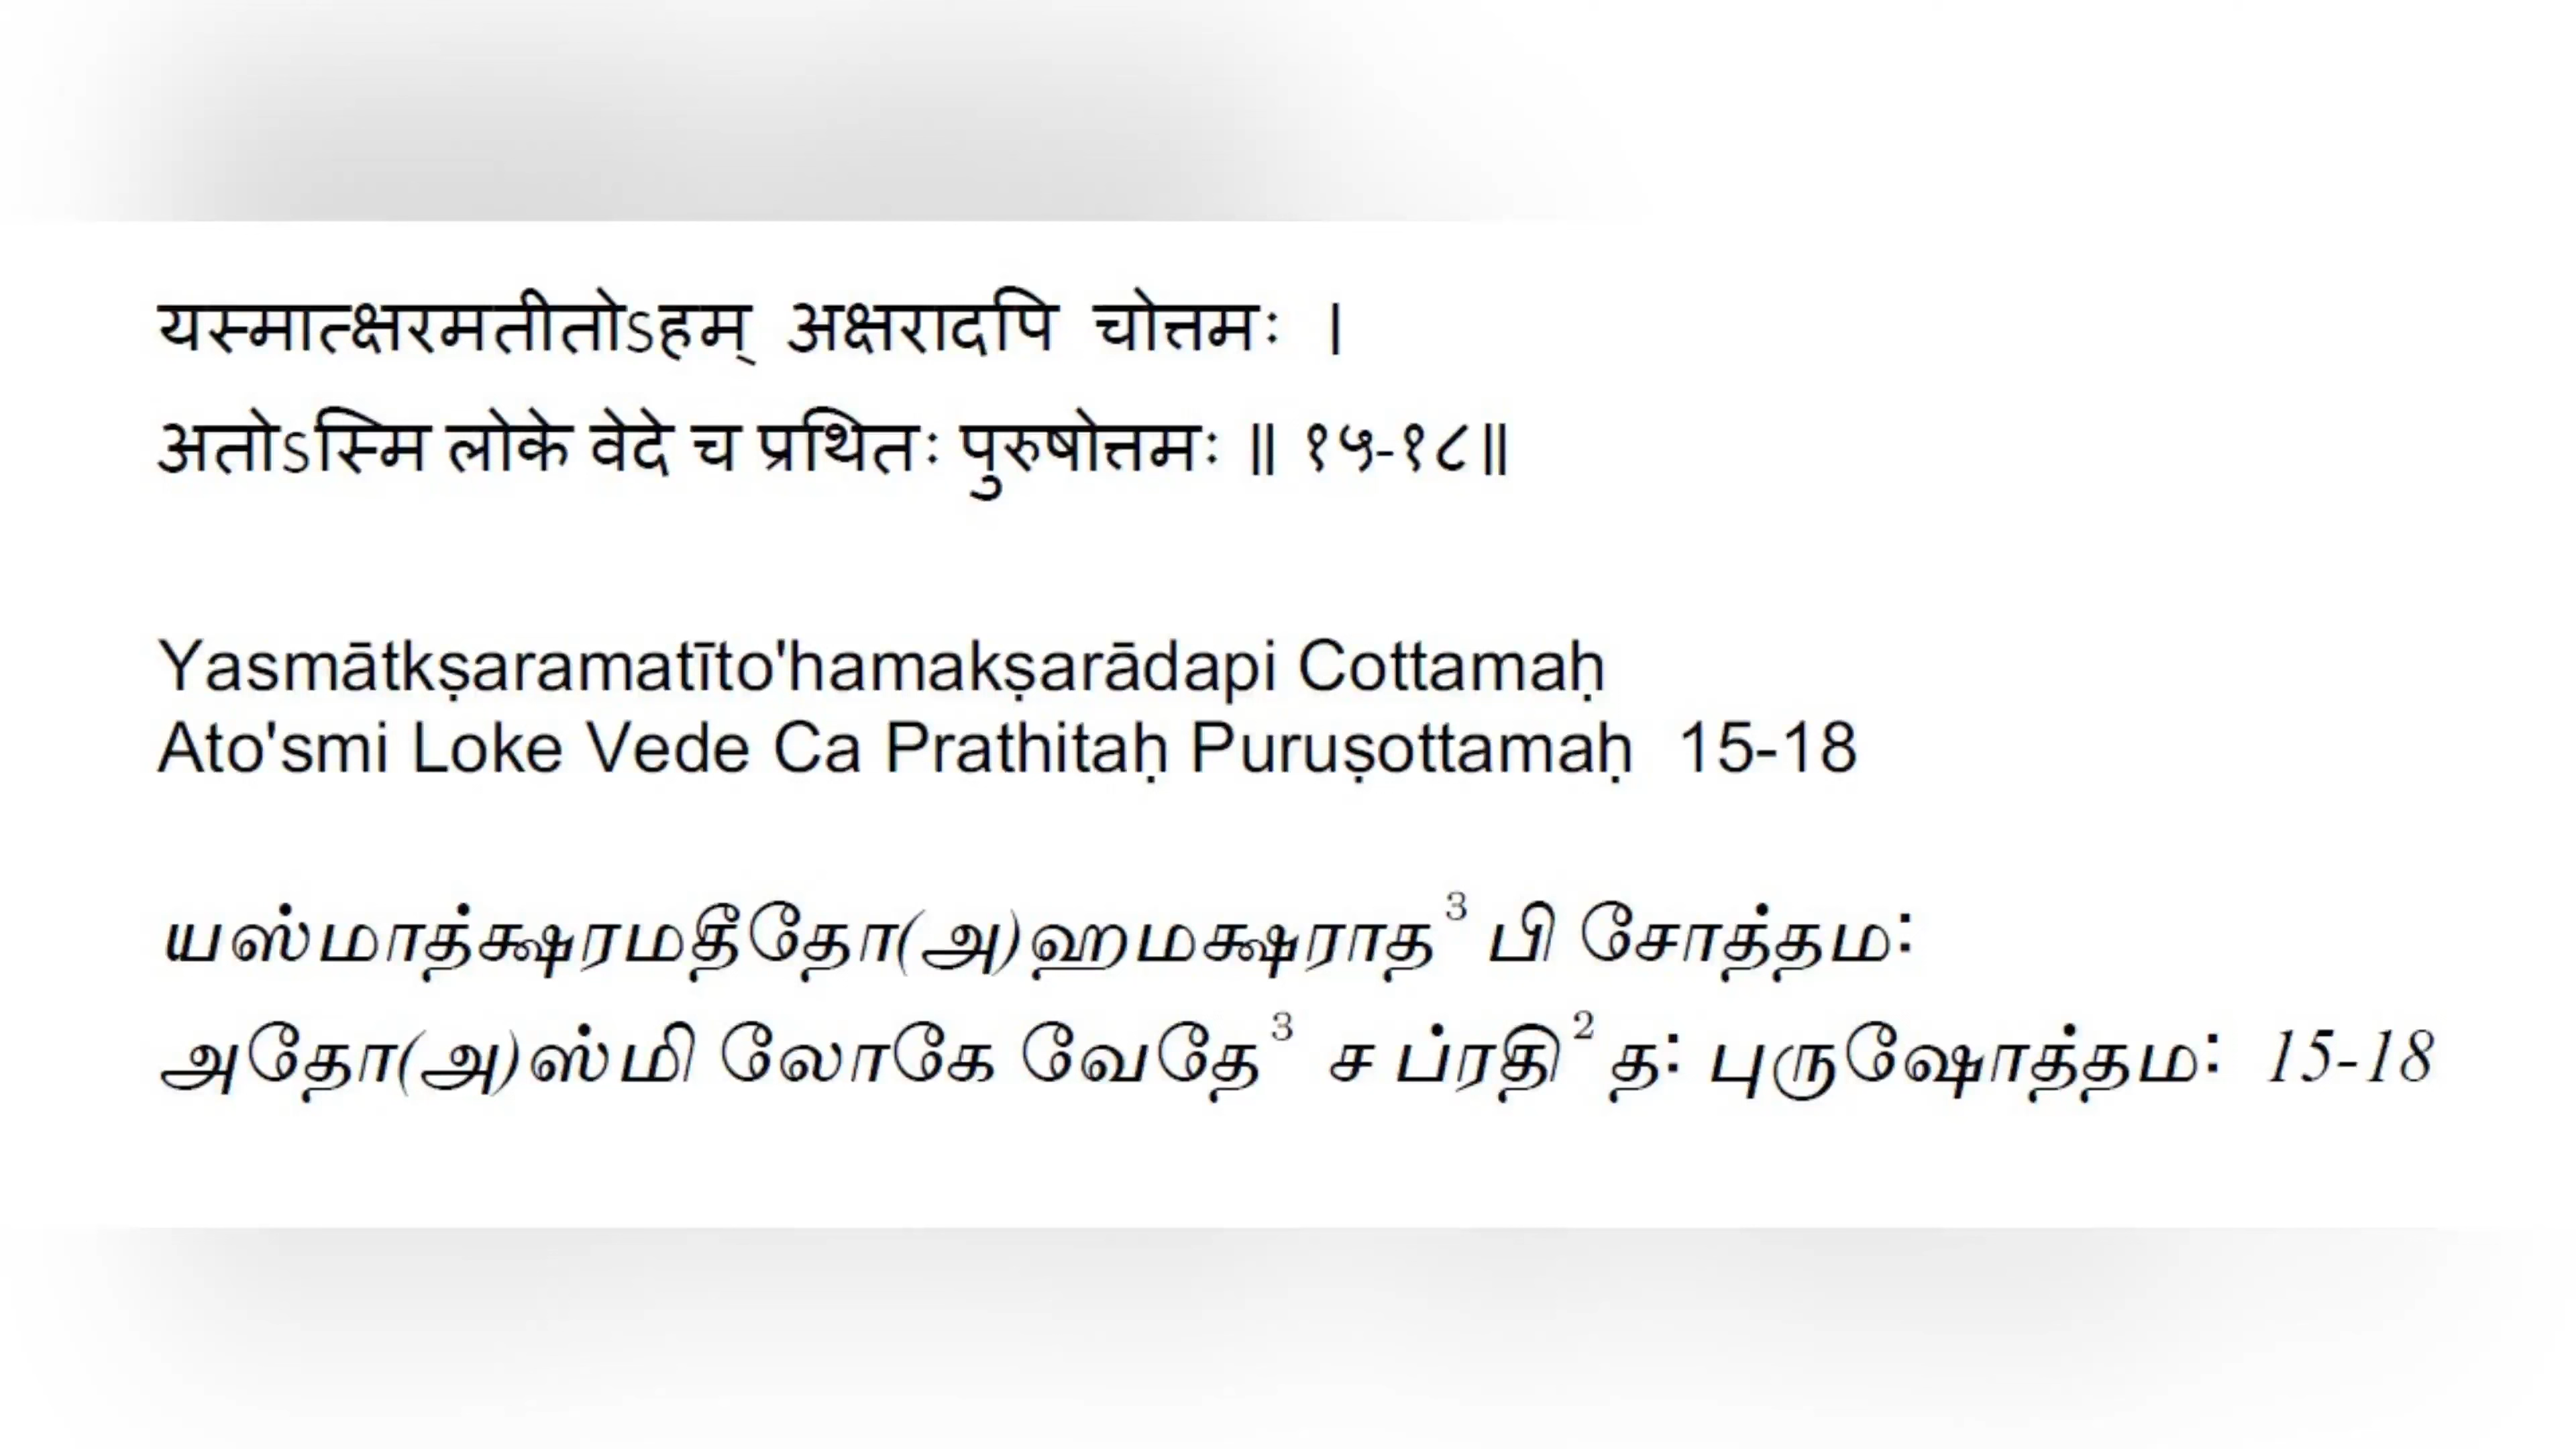 यस्मात्क्षरमतीतोऽहम् अक्षरादपि चोत्तमः ।
अतोऽस्मि लोके वेदे च प्रथितः पुरुषोत्तमः ॥ १५-१८॥
Yasmātkṣaramatīto'hamakṣarādapi Cottamaḥ
Ato'smi Loke Vede Ca Prathitaḥ Puruṣottamaḥ 15-18
யஸ்மாத்க்ஷரமதீதோ(அ)ஹமக்ஷராத³பி சோத்தம:
அதோ(அ)ஸ்மி லோகே வேதே³ ச ப்ரதி²த: புருஷோத்தம: 15-18